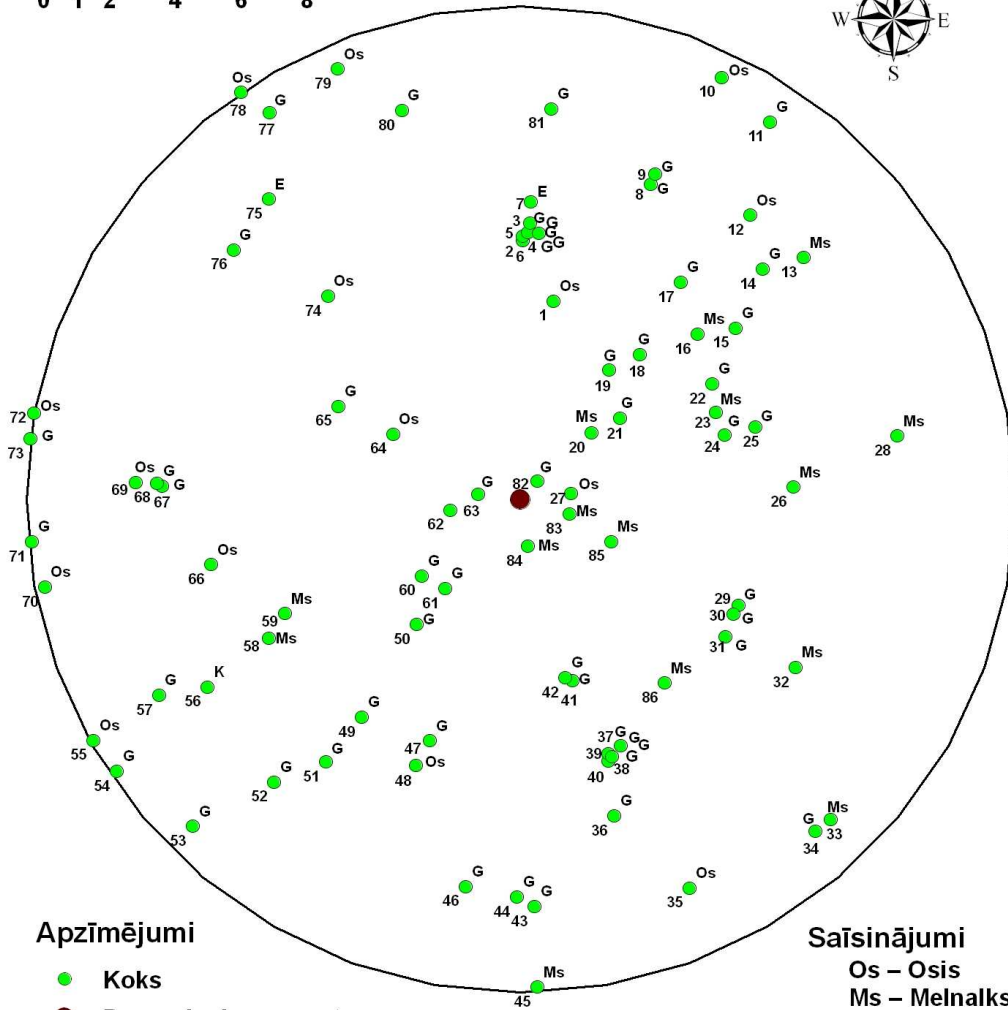 0 1 2 4 6 8
W E
S
Os
79
Os
78
G
77
G
80
G
81
Os
10
G
11
E
75
G
76
E
7
9 G
8 G
3 G G
5 G
2 6 4 G G
Os
12
Ms
13
G
14
Os
74
Os
1
G
17
Ms
16
G
15
G
18
G
19
G
22
Ms
23
G
24
G
25
Ms
28
72 Os
73 G
G
65
Os
64
Ms
20
G
21
Os G
69 68 67 G
G
63
62
G
82
Os
27
Ms
83
Ms
26
G
71
Os
70
Os
66
Ms
84
Ms
85
G
60
G
61
G
50
Ms
59
Ms
58
29 G
30 G
31 G
Ms
32
K
56
G
57
G
42 G
41
Ms
86
Os
55
G
54
G
49
G
47
Os
48
G
51
G
52
37 G G
39 G
40 38 G
G
53
G
36
Ms
33
G
34
G
46
G
44
G
43
Os
35
Ms
45
Apzīmējumi
Koks
Saīsinājumi
Os – Osis
Ms – Melnalks